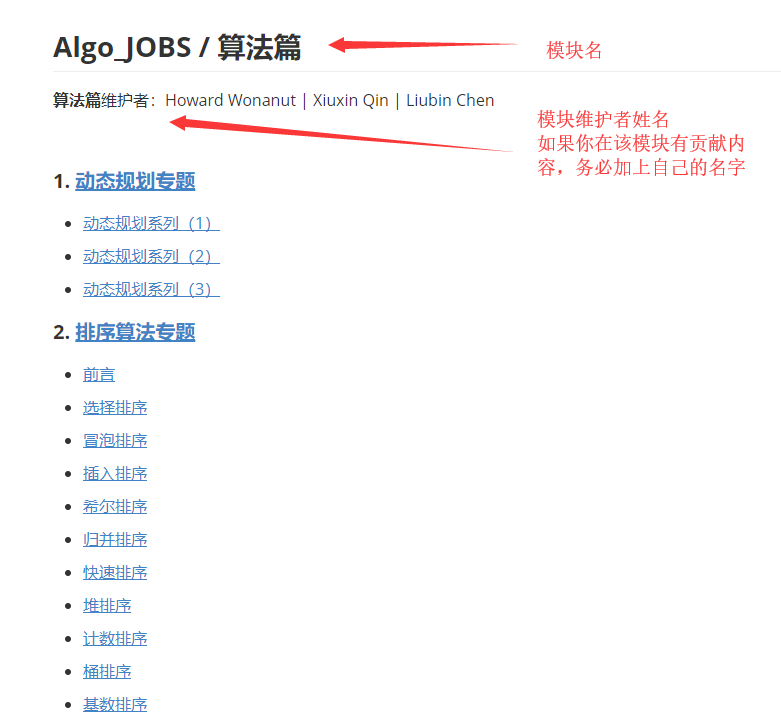 Algo_JOBS / 算法篇
模块名
算法篇维护者：Howard Wonanut | Xiuxin Qin | Liubin Chen
模块维护者姓名
如果你在该模块有贡献内
容，务必加上自己的名字
1. 动态规划专题
动态规划系列（1）
动态规划系列（2）
动态规划系列（3）
2. 排序算法专题
前言
选择排序
冒泡排序
插入排序
希尔排序
归并排序
快速排序
堆排序
计数排序
桶排序
基数排序